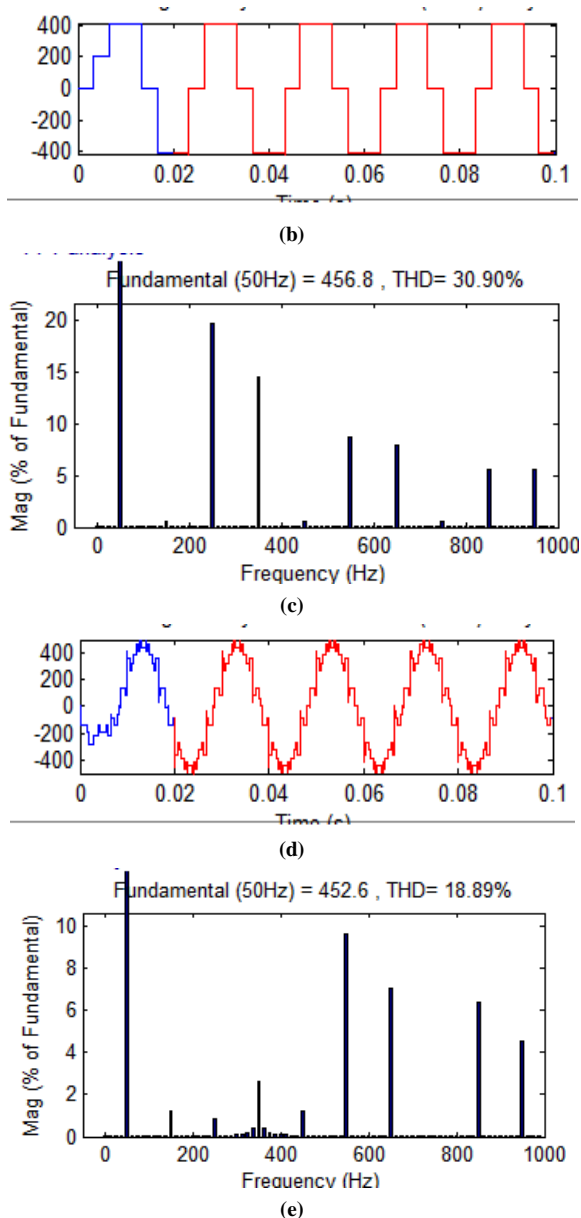 400
200
0
-200
-400
0 0.02 0.04 0.06 0.08 0.1
Time (s)
(b)
FFT analysis
Fundamental (50Hz) = 456.8 , THD= 30.90%
Mag (% of Fundamental)
20
15
10
5
0
0 200 400 600 800 1000
Frequency (Hz)
(c)
400
200
0
-200
-400
0 0.02 0.04 0.06 0.08 0.1
Time (s)
(d)
Fundamental (50Hz) = 452.6 , THD= 18.89%
Mag (% of Fundamental)
10
8
6
4
2
0
0 200 400 600 800 1000
Frequency (Hz)
(e)